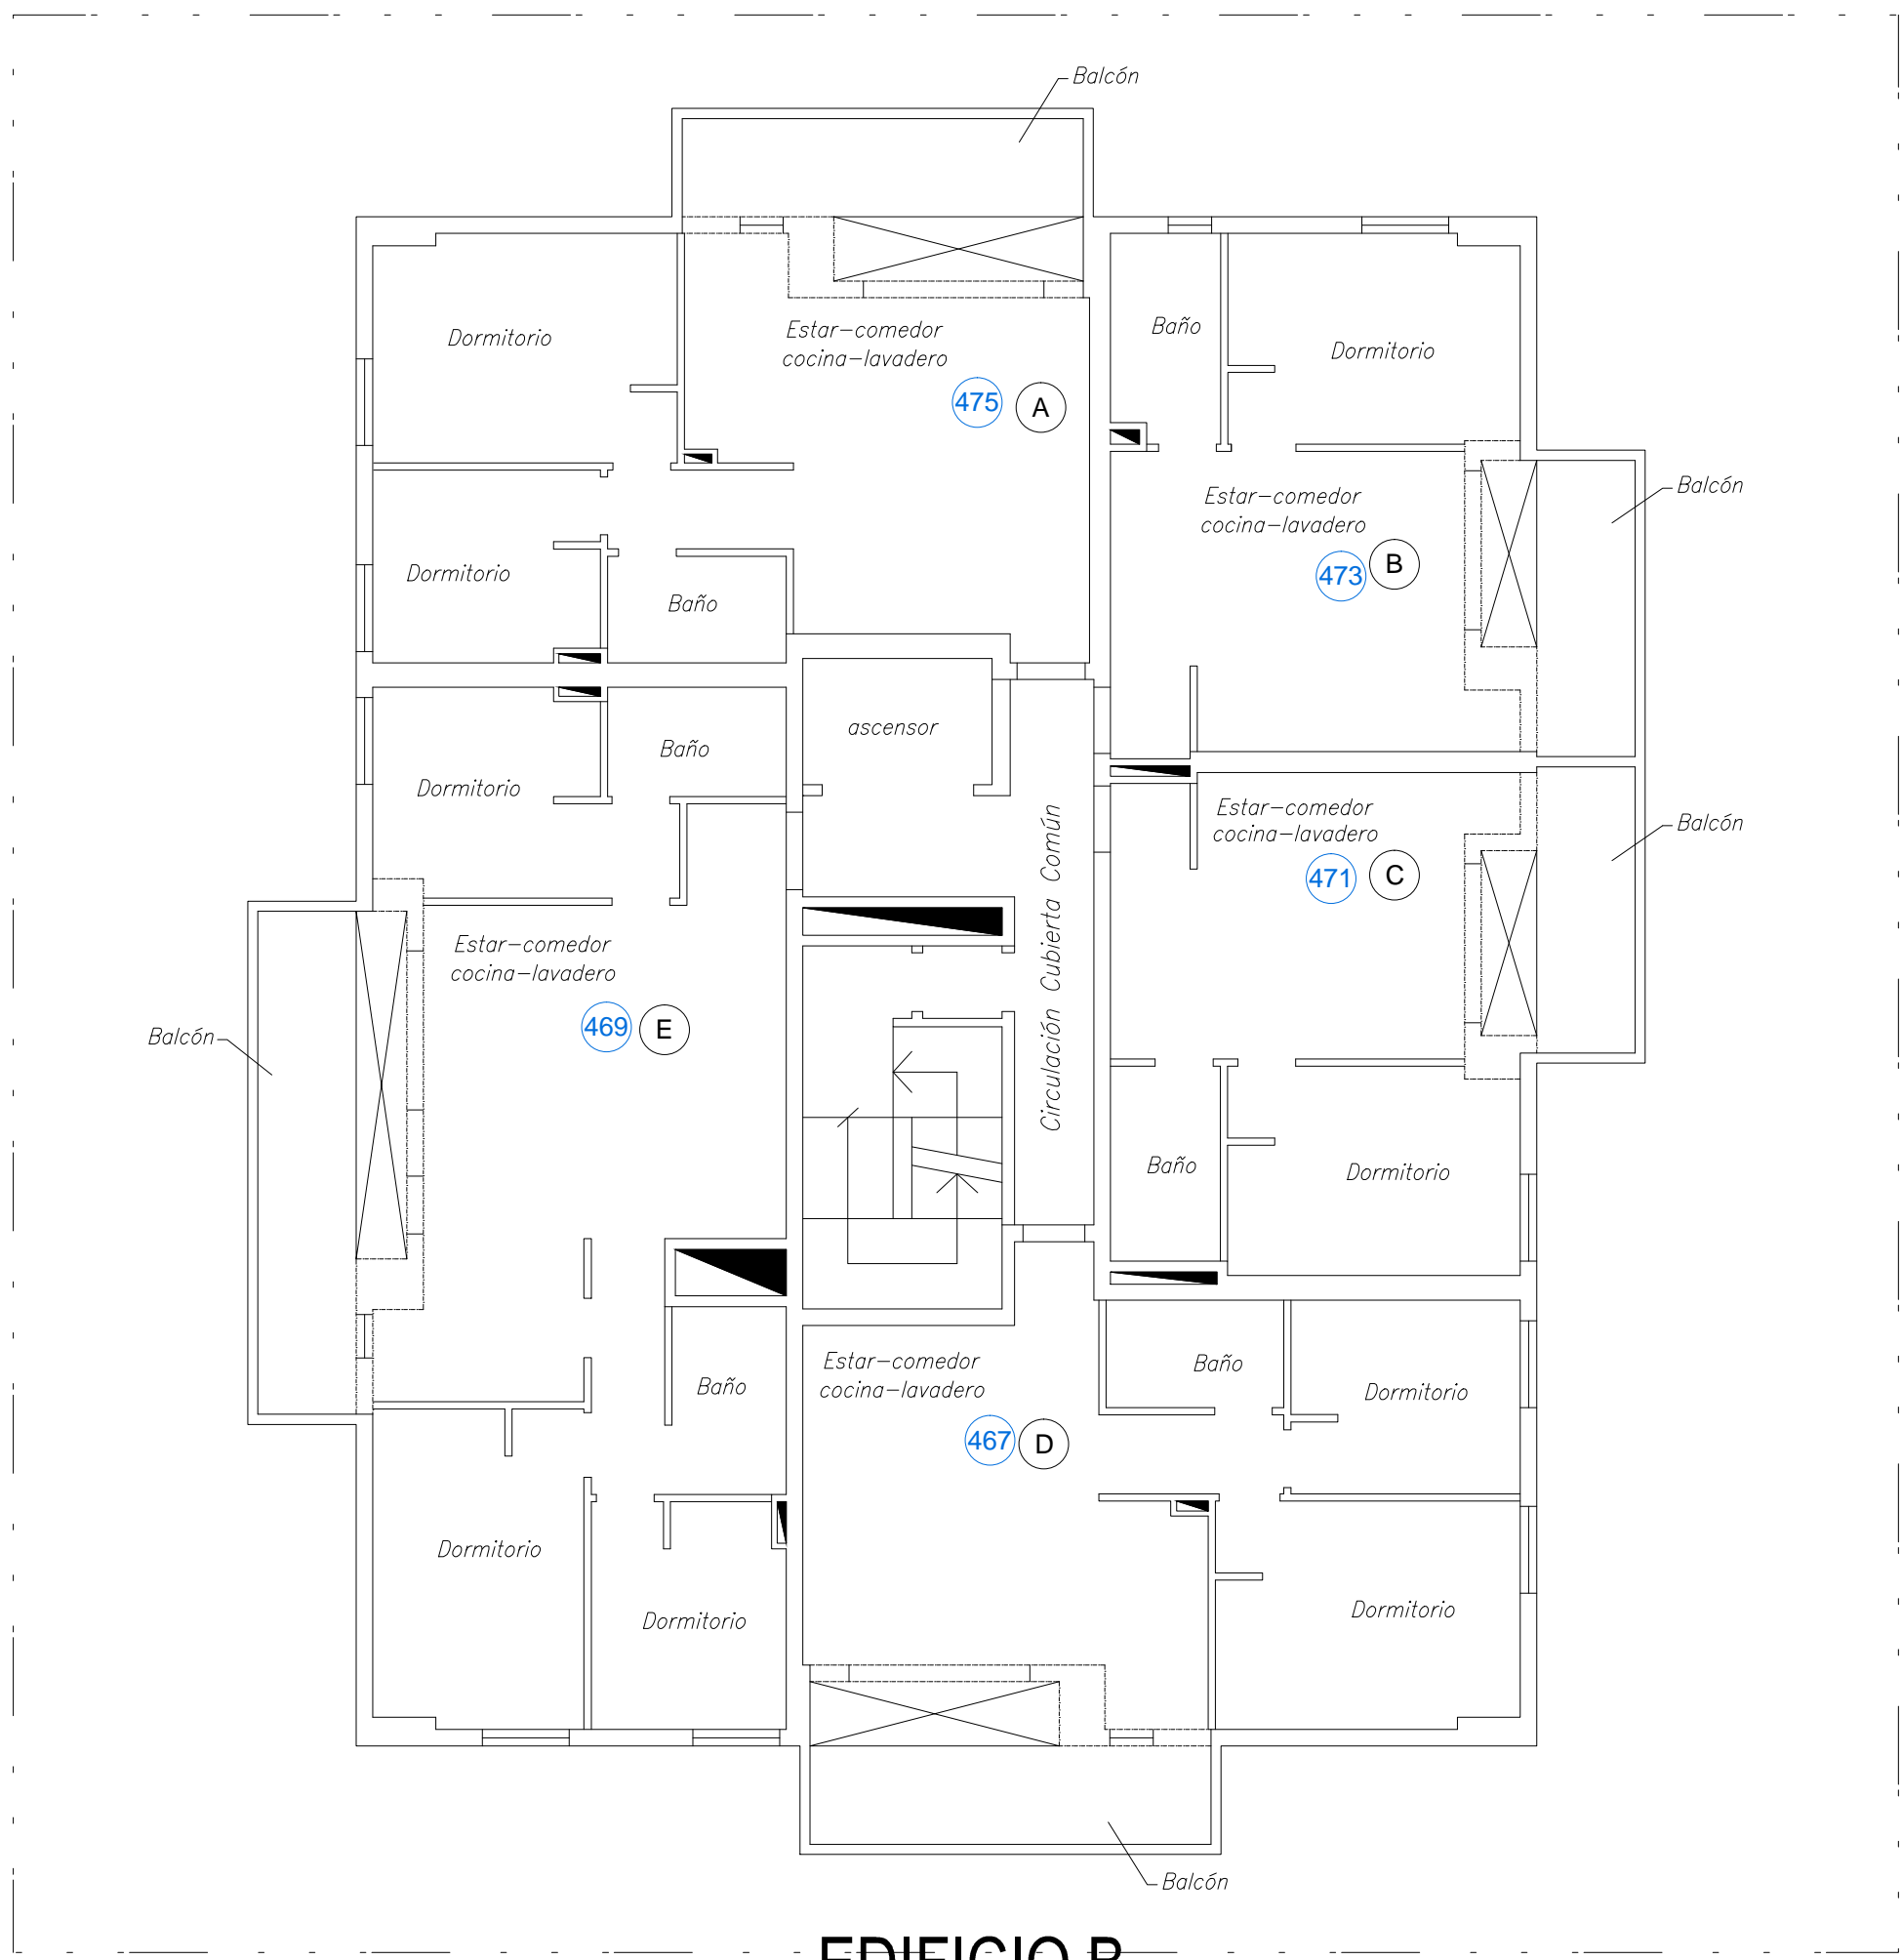 Balcón
Dormitorio
Estar-comedor
cocina-lavadero
475
A
Baño
Dormitorio
Balcón
Estar-comedor
cocina-lavadero
473
B
Dormitorio
Baño
ascensor
Baño
Dormitorio
Circulación Cubierta Común
Estar-comedor
cocina-lavadero
471
C
Balcón
Estar-comedor
cocina-lavadero
469
E
Balcón
Baño
Dormitorio
Baño
Estar-comedor
cocina-lavadero
467
D
Baño
Dormitorio
Dormitorio
Dormitorio
Dormitorio
Balcón
EDIFICIO B